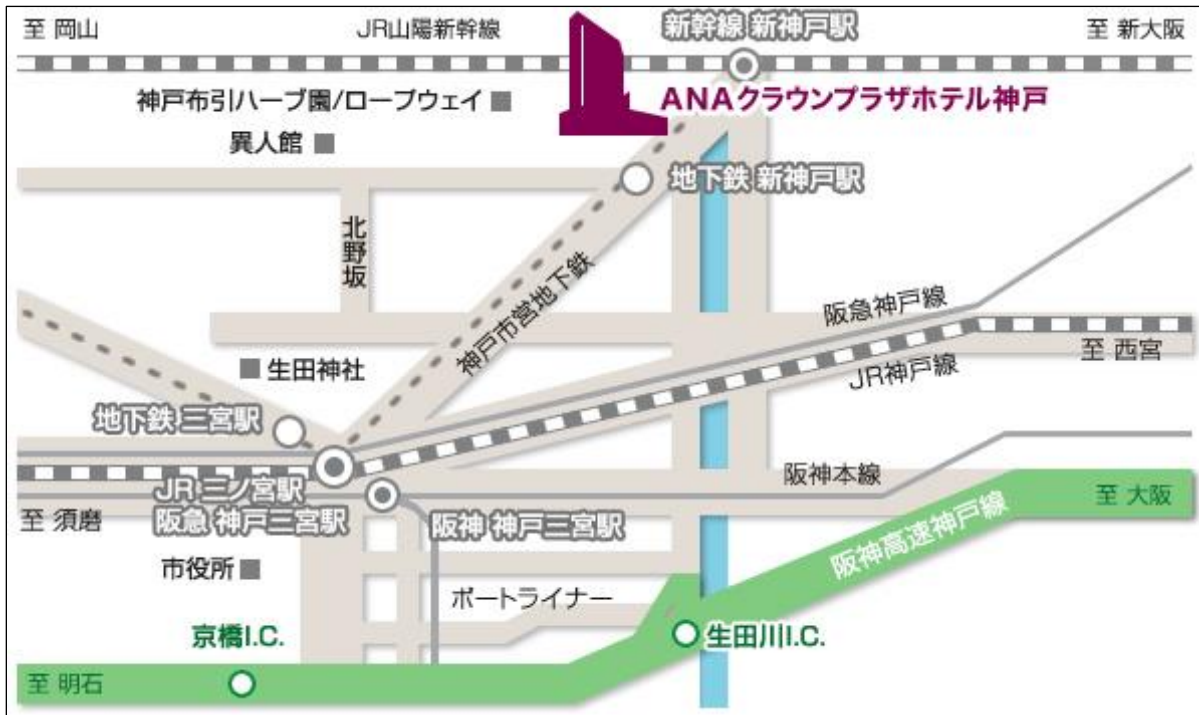 至 岡山
JR山陽新幹線
新幹線 新神戸駅
至 新大阪
神戸布引ハーブ園/ロープウェイ
ANAクラウンプラザホテル神戸
異人館
地下鉄 新神戸駅
北野坂
神戸市営地下鉄
阪急神戸線
生田神社
JR神戸線
至 西宮
地下鉄 三宮駅
阪神本線
JR 三ノ宮駅
至 大阪
至 須磨
阪急 神戸三宮駅
阪神 神戸三宮駅
阪神高速神戸線
市役所
ポートライナー
京橋I.C.
生田川I.C.
至 明石